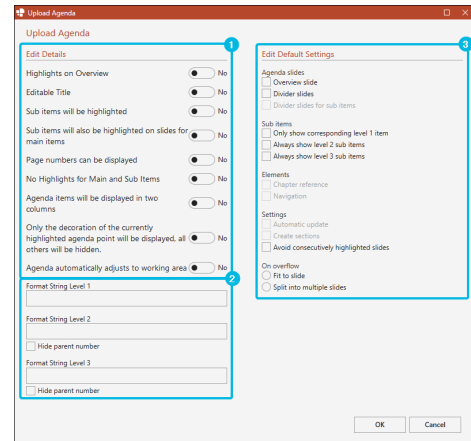 Upload Agenda
Upload Agenda
1
Edit Details
Highlights on Overview No
Editable Title No
Sub items will be highlighted No
Sub items will also be highlighted on slides for
main items No
Page numbers can be displayed No
No Highlights for Main and Sub Items No
Agenda items will be displayed in two
columns No
Only the decoration of the currently
highlighted agenda point will be displayed, all No
others will be hidden.
Agenda automatically adjusts to working area No
2
Format String Level 1
Format String Level 2
Hide parent number
Format String Level 3
Hide parent number
3
Edit Default Settings
Agenda slides
Overview slide
Divider slides
Divider slides for sub items
Sub items
Only show corresponding level 1 item
Always show level 2 sub items
Always show level 3 sub items
Elements
Chapter reference
Navigation
Settings
Automatic update
Create sections
Avoid consecutively highlighted slides
On overflow
Fit to slide
Split into multiple slides
OK Cancel